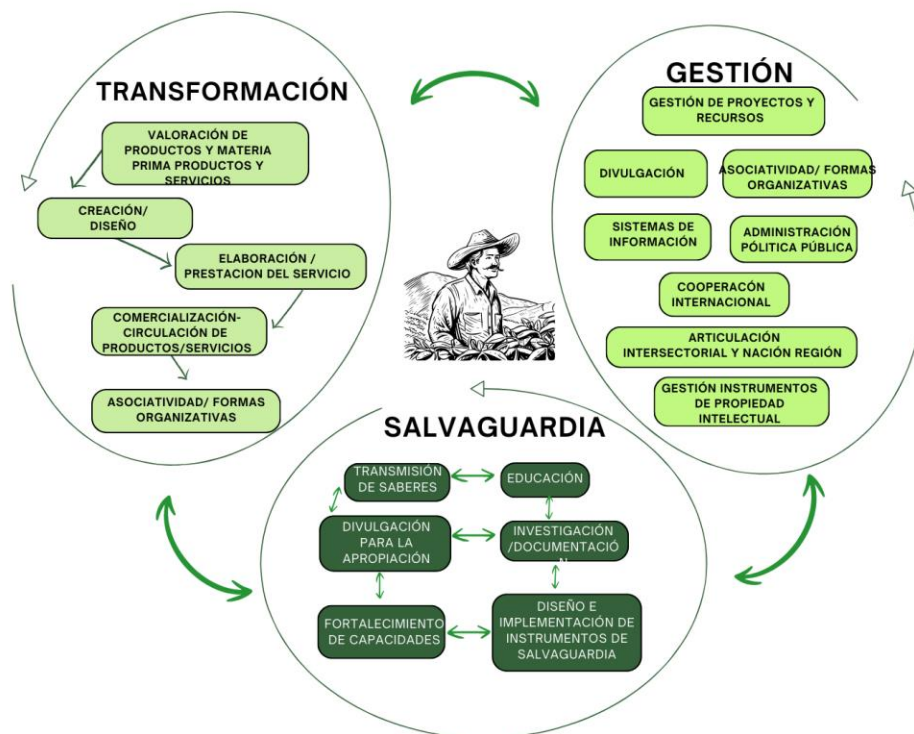 TRANSFORMACIÓN
VALORACIÓN DE
PRODUCTOS Y MATERIA
PRIMA PRODUCTOS Y
SERVICIOS
CREACIÓN/
DISEÑO
ELABORACIÓN /
PRESTACION DEL SERVICIO
COMERCIALIZACIÓN-
CIRCULACIÓN DE
PRODUCTOS/SERVICIOS
ASOCIATIVIDAD/ FORMAS
ORGANIZATIVAS
GESTIÓN
GESTIÓN DE PROYECTOS Y
RECURSOS
DIVULGACIÓN
ASOCIATIVIDAD/ FORMAS
ORGANIZATIVAS
SISTEMAS DE
INFORMACIÓN
ADMINISTRACIÓN
PÓLITICA PÚBLICA
COOPERACÓN
INTERNACIONAL
ARTICULACIÓN
INTERSECTORIAL Y NACIÓN REGIÓN
GESTIÓN INSTRUMENTOS
DE PROPIEDAD
INTELECTUAL
SALVAGUARDIA
TRANSMISIÓN
DE SABERES
EDUCACIÓN
DIVULGACIÓN
PARA LA
APROPIACIÓN
INVESTIGACIÓN
/DOCUMENTACIÓ
N
FORTALECIMIENTO
DE CAPACIDADES
DISEÑO E
IMPLEMENTACIÓN DE
INSTRUMENTOS DE
SALVAGUARDIA